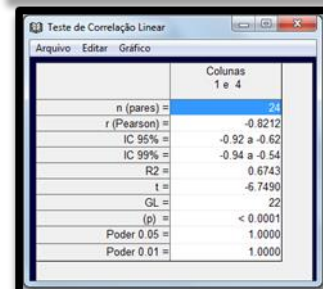 Teste de Correlação Linear
Arquivo Editar Gráfico
Colunas
1 e 4
n (pares) = 24
r (Pearson) = -0.8212
IC 95% = -0.92 a -0.62
IC 99% = -0.94 a -0.54
R2 = 0.6743
t = -6.7490
GL = 22
(p) = < 0.0001
Poder 0.05 = 1.0000
Poder 0.01 = 1.0000